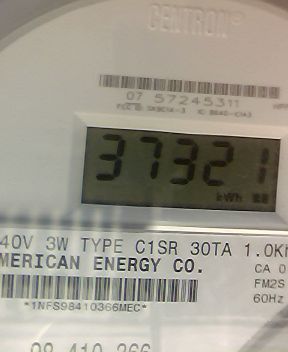 CENTRON®
07 57245311
37321
kWh
40V 3W TYPE C1SR 30TA 1.0K
MERICAN ENERGY CO.
CA 0
FM2S
60Hz
*1NFS98410366MEC*
98 410 366